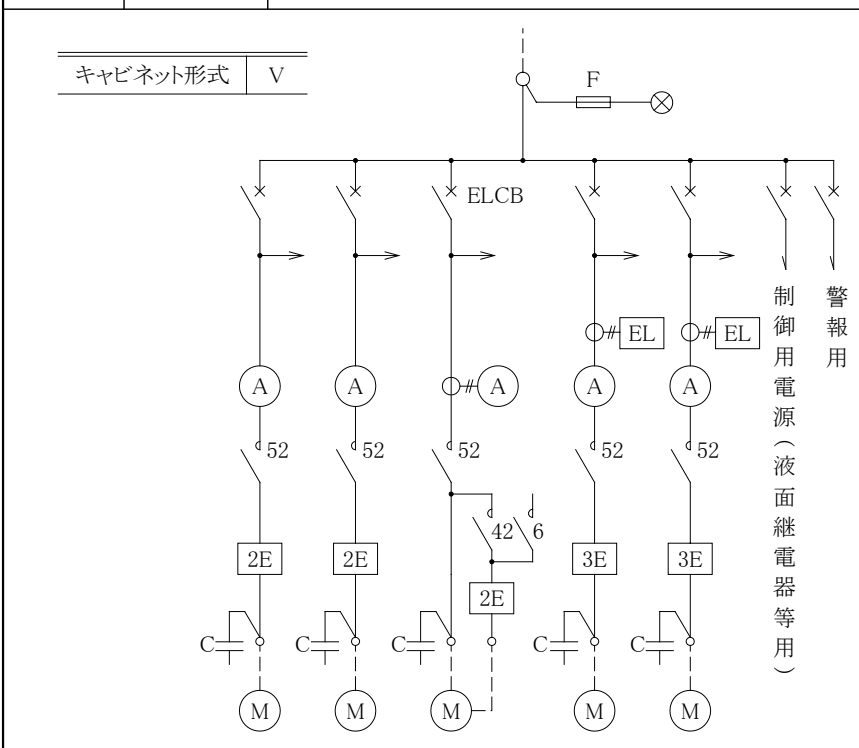 キャビネット形式 V
F
ELCB
EL EL
制御用電源(液面継電器等用)
警報用
A A A A A
52 52 52 52 52
42 6
2E 2E 3E 3E
2E
C C C C C
M M M M M